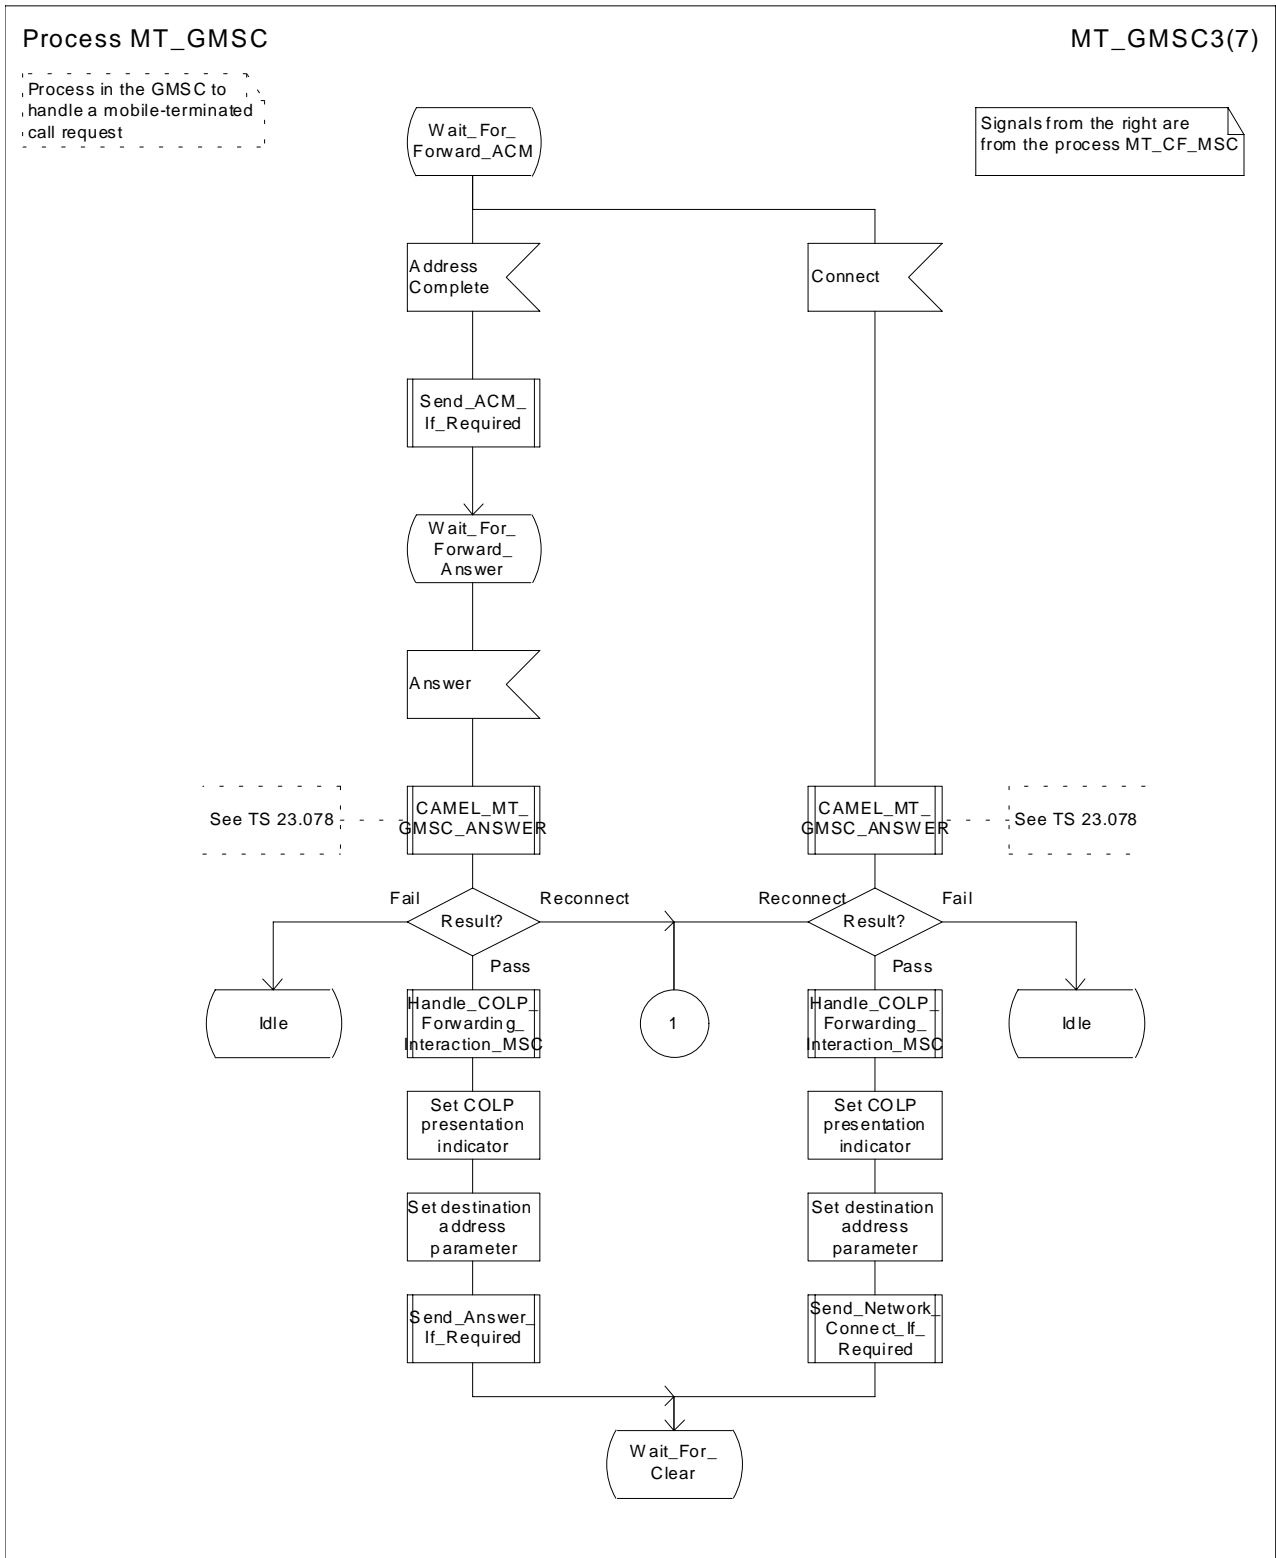 Process MT_GMSC
MT_GMSC3(7)
Process in the GMSC to
handle a mobile-terminated
call request
Signals from the right are
from the process MT_CF_MSC
Wait_For_
Forward_ACM
Address
Complete
Connect
Send_ACM_
If_Required
Wait_For_
Forward_
Answer
Answer
See TS 23.078
CAMEL_MT_
GMSC_ANSWER
CAMEL_MT_
GMSC_ANSWER
See TS 23.078
Fail
Result?
Reconnect
Pass
Reconnect
Result?
Fail
Pass
Idle
Handle_COLP_
Forwarding_
Interaction_MSC
1
Handle_COLP_
Forwarding_
Interaction_MSC
Idle
Set COLP
presentation
indicator
Set COLP
presentation
indicator
Set destination
address
parameter
Set destination
address
parameter
Send_Answer_
If_Required
Send_Network_
Connect_If_
Required
Wait_For_
Clear